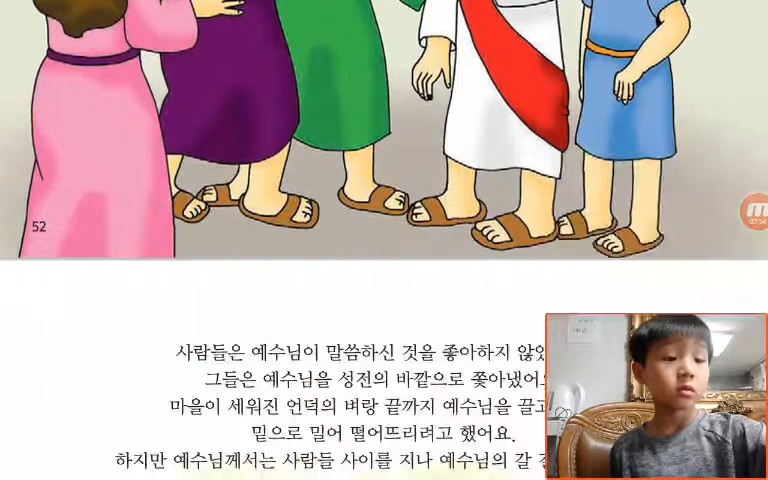 52
07:54
사람들은 예수님이 말씀하신 것을 좋아하지
그들은 예수님을 성전의 바깥으로 쫓아냈어
마을이 세워진 언덕의 벼랑 끝까지 예수님을 끌고
밑으로 밀어 떨어뜨리려고 했어요.
하지만 예수님께서는 사람들 사이를 지나 예수님의 갈